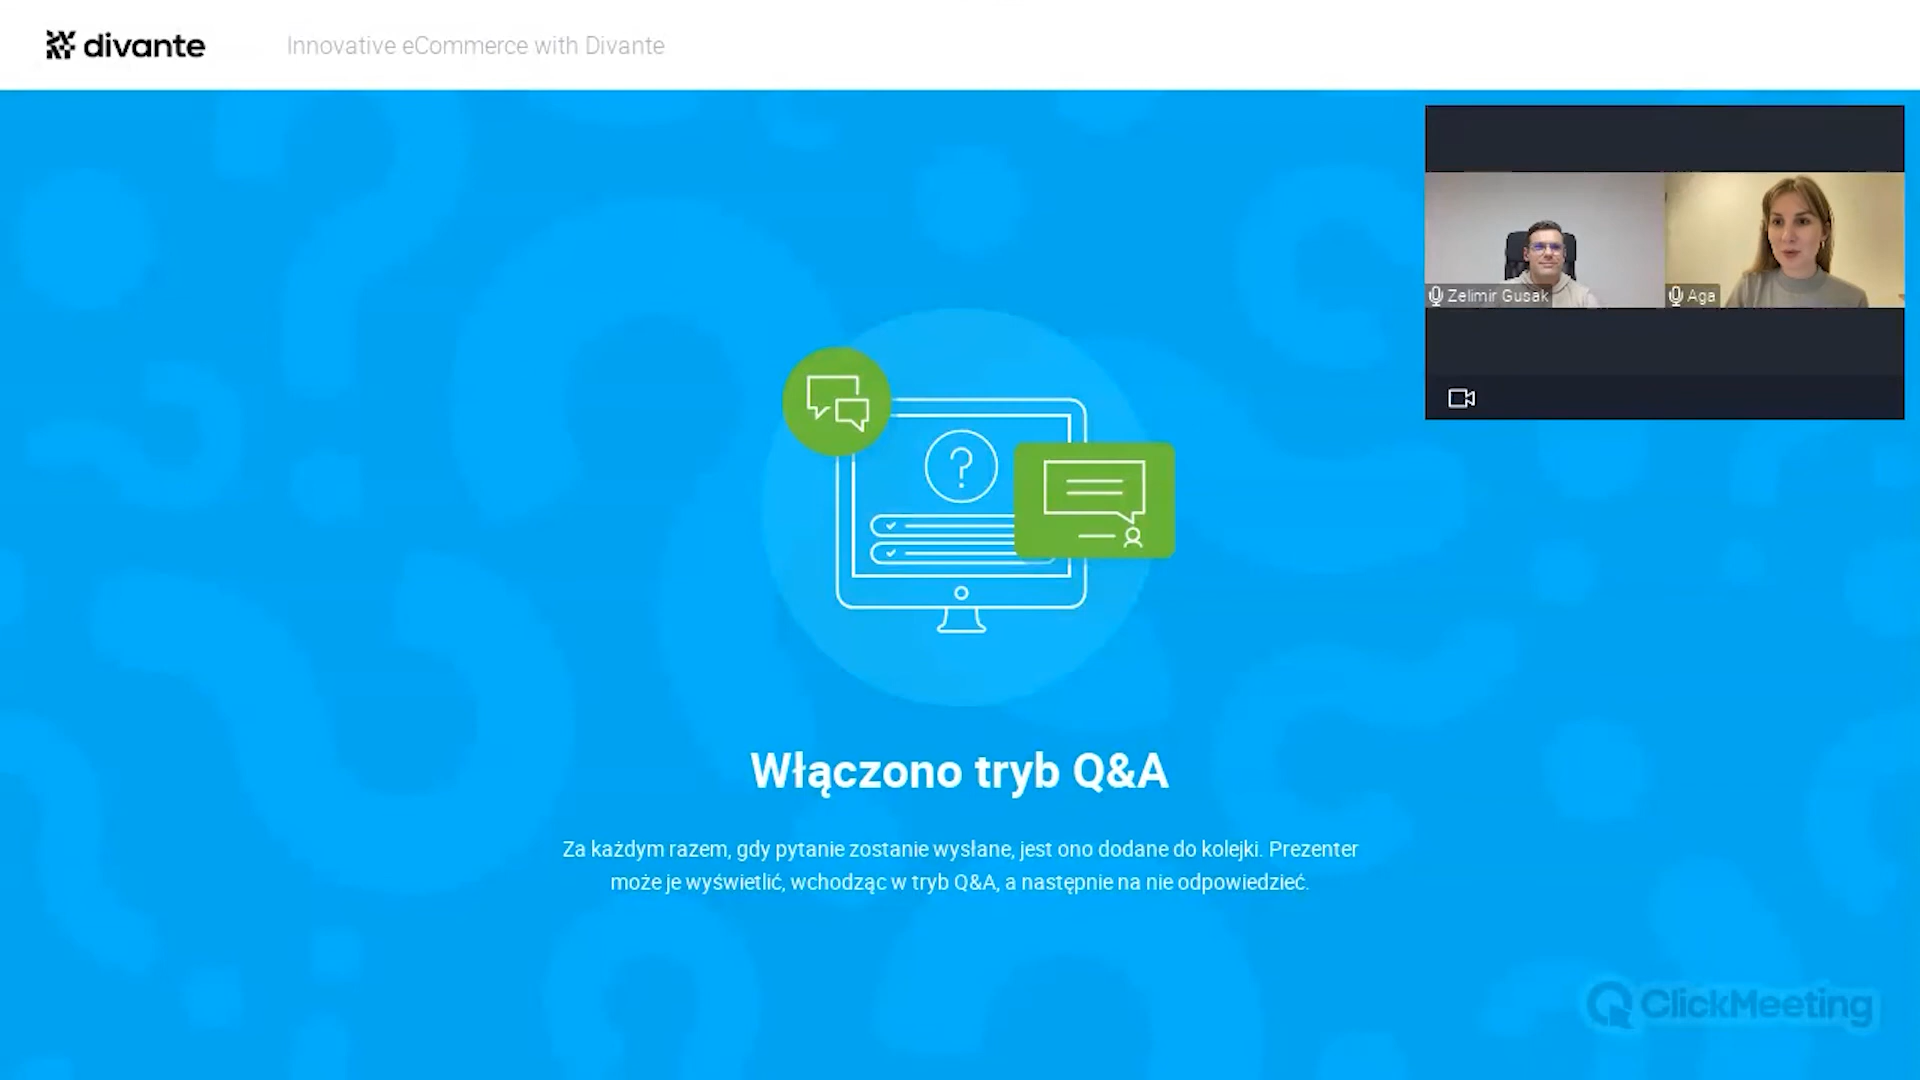 divante
Innovative eCommerce with Divante
Zelimir Gusak
Aga
?
Włączono tryb Q&A
Za każdym razem, gdy pytanie zostanie wysłane, jest ono dodane do kolejki. Prezenter
może je wyświetlić, wchodząc w tryb Q&A, a następnie na nie odpowiedzieć.
ClickMeeting